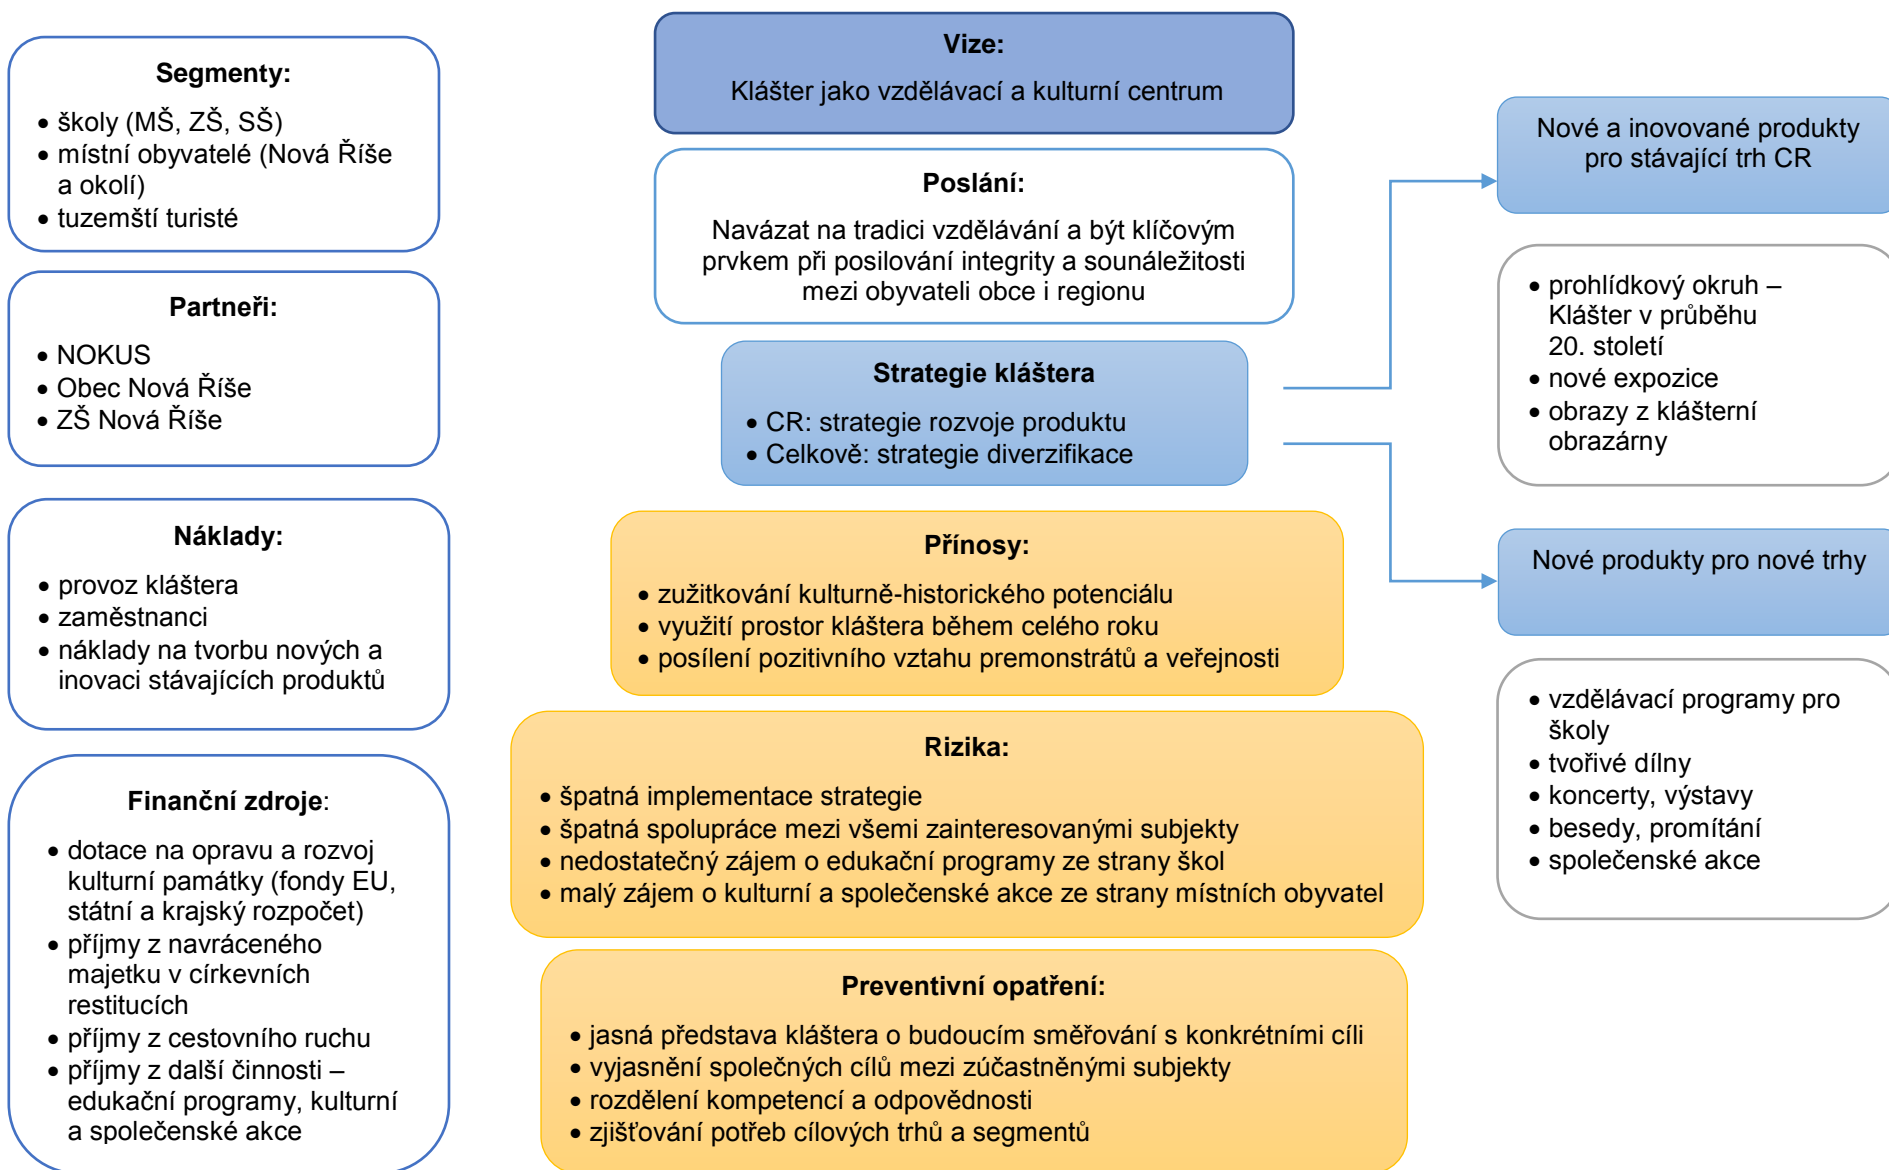 Segmenty:
• školy (MŠ, ZŠ, SŠ)
• místní obyvatelé (Nová Říše
a okolí)
• tuzemští turisté
Partneři:
• NOKUS
• Obec Nová Říše
• ZŠ Nová Říše
Náklady:
• provoz kláštera
• zaměstnanci
• náklady na tvorbu nových a
inovaci stávajících produktů
Finanční zdroje:
• dotace na opravu a rozvoj
kulturní památky (fondy EU,
státní a krajský rozpočet)
• příjmy z navráceného
majetku v církevních
restitucích
• příjmy z cestovního ruchu
• příjmy z další činnosti –
edukační programy, kulturní
a společenské akce
Vize:
Klášter jako vzdělávací a kulturní centrum
Poslání:
Navázat na tradici vzdělávání a být klíčovým
prvkem při posilování integrity a sounáležitosti
mezi obyvateli obce i regionu
Strategie kláštera
• CR: strategie rozvoje produktu
• Celkově: strategie diverzifikace
Přínosy:
• zužitkování kulturně-historického potenciálu
• využití prostor kláštera během celého roku
• posílení pozitivního vztahu premonstrátů a veřejnosti
Rizika:
• špatná implementace strategie
• špatná spolupráce mezi všemi zainteresovanými subjekty
• nedostatečný zájem o edukační programy ze strany škol
• malý zájem o kulturní a společenské akce ze strany místních obyvatel
Preventivní opatření:
• jasná představa kláštera o budoucím směřování s konkrétními cíli
• vyjasnění společných cílů mezi zúčastněnými subjekty
• rozdělení kompetencí a odpovědnosti
• zjišťování potřeb cílových trhů a segmentů
Nové a inovované produkty
pro stávající trh CR
• prohlídkový okruh –
Klášter v průběhu
20. století
• nové expozice
• obrazy z klášterní
obrazárny
Nové produkty pro nové trhy
• vzdělávací programy pro
školy
• tvořivé dílny
• koncerty, výstavy
• besedy, promítání
• společenské akce